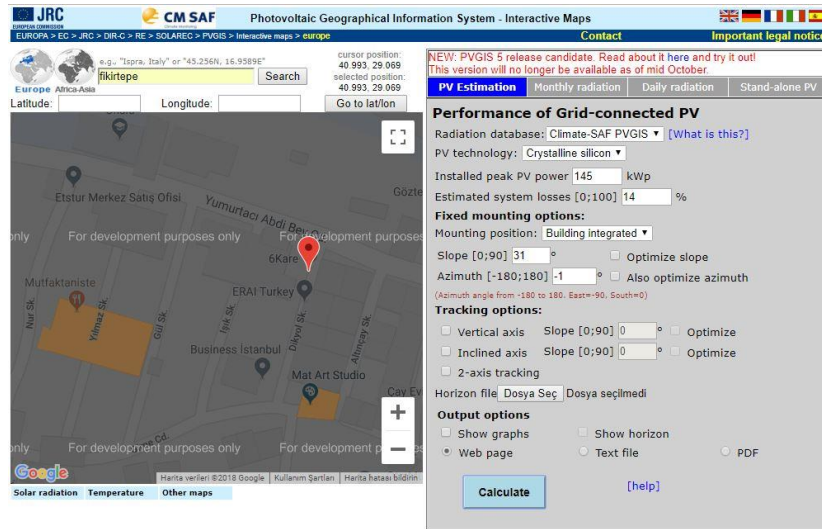 JRC
EUROPEAN COMMISSION
CM SAF
Photovoltaic Geographical Information System - Interactive Maps
EUROPA > EC > JRC > DIR-C > RE > SOLAREC > PVGIS > Interactive maps > europe
Contact
Important legal notice
Europe
Africa-Asia
e.g., "Ispra, Italy" or "45.256N, 16.9589E"
fikirtepe
Search
cursor position:
40.993, 29.069
selected position:
40.993, 29.069
Latitude:
Longitude:
Go to lat/lon
Etstur Merkez Satış Ofisi
Yumurtacı Abdi Bey Cd.
Gözte
only
For development purposes only
For development purposes
6Kare
Mutfaktaniste
ERAI Turkey
Nur Sk.
Yılmaz Sk.
Gül Sk.
Işık Sk.
Dikyol Sk.
Altınçay Sk.
Business İstanbul
Mat Art Studio
Çay Ev
Cd.
only
For development purposes only
For development p
+
−
Google
Harita verileri ©2018 Google
Kullanım Şartları
Harita hatası bildirin
Solar radiation
Temperature
Other maps
NEW: PVGIS 5 release candidate. Read about it here and try it out!
This version will no longer be available as of mid October.
PV Estimation
Monthly radiation
Daily radiation
Stand-alone PV
Performance of Grid-connected PV
Radiation database: Climate-SAF PVGIS [What is this?]
PV technology: Crystalline silicon
Installed peak PV power 145 kWp
Estimated system losses [0;100] 14 %
Fixed mounting options:
Mounting position: Building integrated
Slope [0;90] 31 ° Optimize slope
Azimuth [-180;180] -1 ° Also optimize azimuth
(Azimuth angle from -180 to 180. East=-90, South=0)
Tracking options:
Vertical axis Slope [0;90] 0 ° Optimize
Inclined axis Slope [0;90] 0 ° Optimize
2-axis tracking
Horizon file Dosya Seç Dosya seçilmedi
Output options
Show graphs Show horizon
Web page Text file PDF
Calculate
[help]